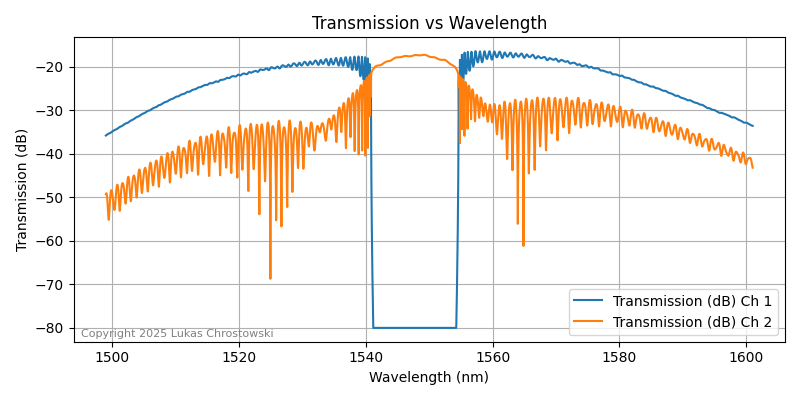 Transmission vs Wavelength
Transmission (dB)
−20
−30
−40
−50
−60
−70
−80
Transmission (dB) Ch 1
Transmission (dB) Ch 2
Copyright 2025 Lukas Chrostowski
1500 1520 1540 1560 1580 1600
Wavelength (nm)